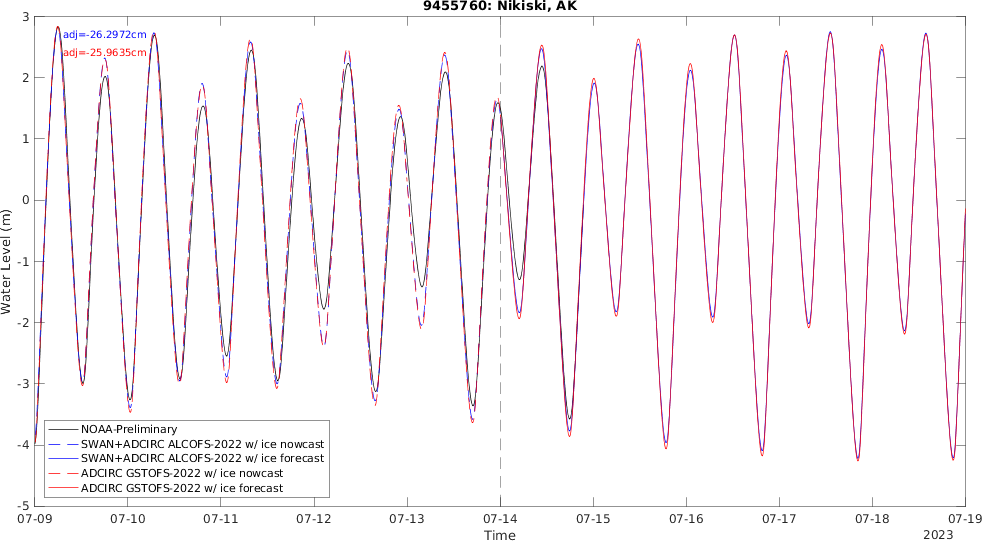 9455760: Nikiski, AK
adj=-26.2972cm
adj=-25.9635cm
3
2
1
0
-1
-2
-3
-4
-5
Water Level (m)
NOAA-Preliminary
SWAN+ADCIRC ALCOFS-2022 w/ ice nowcast
SWAN+ADCIRC ALCOFS-2022 w/ ice forecast
ADCIRC GSTOFS-2022 w/ ice nowcast
ADCIRC GSTOFS-2022 w/ ice forecast
07-09 07-10 07-11 07-12 07-13 07-14 07-15 07-16 07-17 07-18 07-19
Time
2023